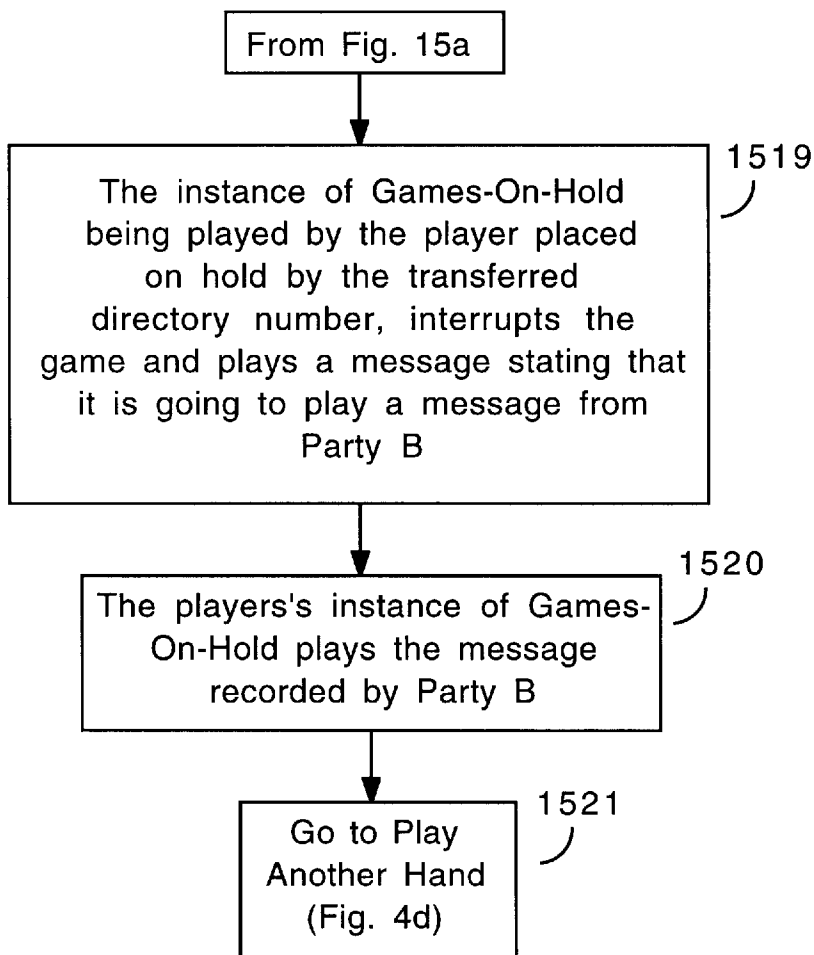 From Fig. 15a
1519
The instance of Games-On-Hold
being played by the player placed
on hold by the transferred
directory number, interrupts the
game and plays a message stating that
it is going to play a message from
Party B
1520
The players's instance of Games-
On-Hold plays the message
recorded by Party B
1521
Go to Play
Another Hand
(Fig. 4d)